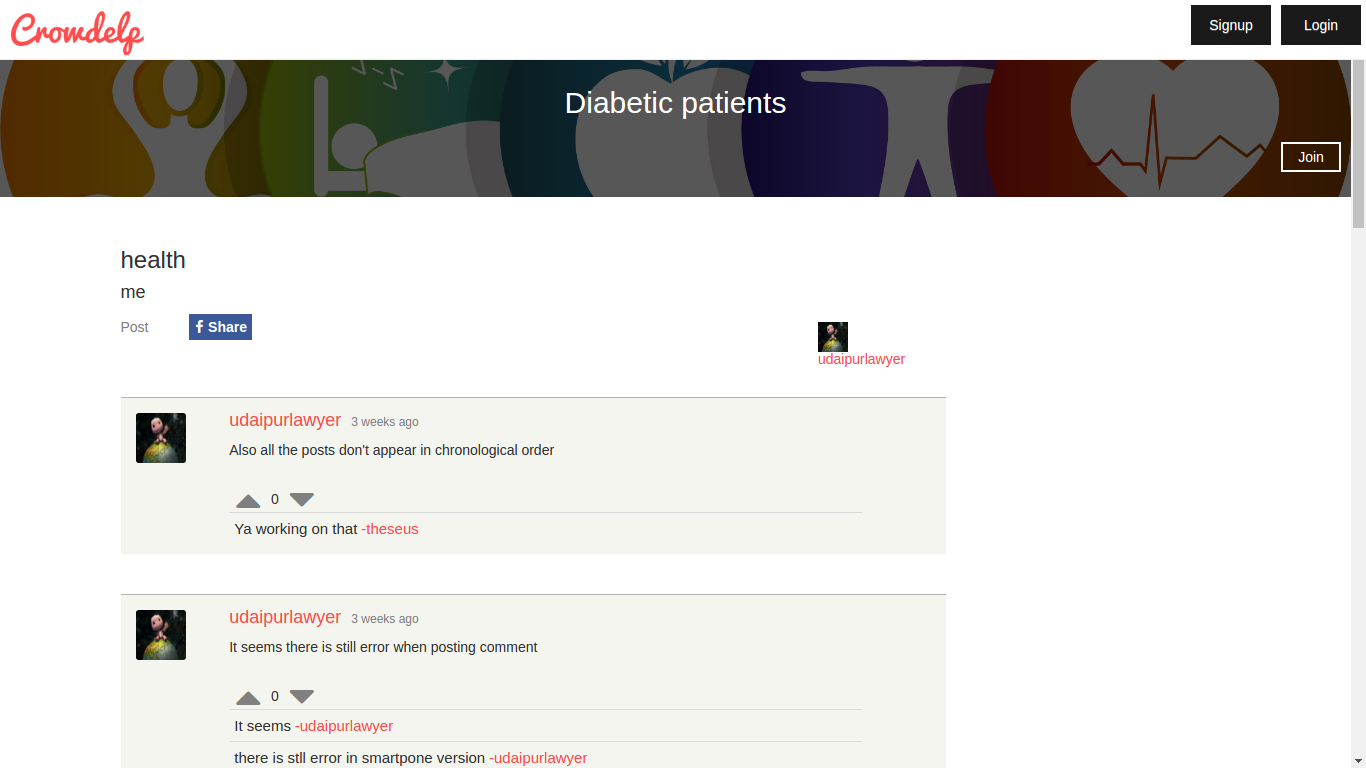 Crowdelp
Signup
Login
Diabetic patients
Join
health
me
Post
Share
udaipurlawyer
udaipurlawyer 3 weeks ago
Also all the posts don't appear in chronological order
0
Ya working on that -theseus
udaipurlawyer 3 weeks ago
It seems there is still error when posting comment
0
It seems -udaipurlawyer
there is stll error in smartpone version -udaipurlawyer